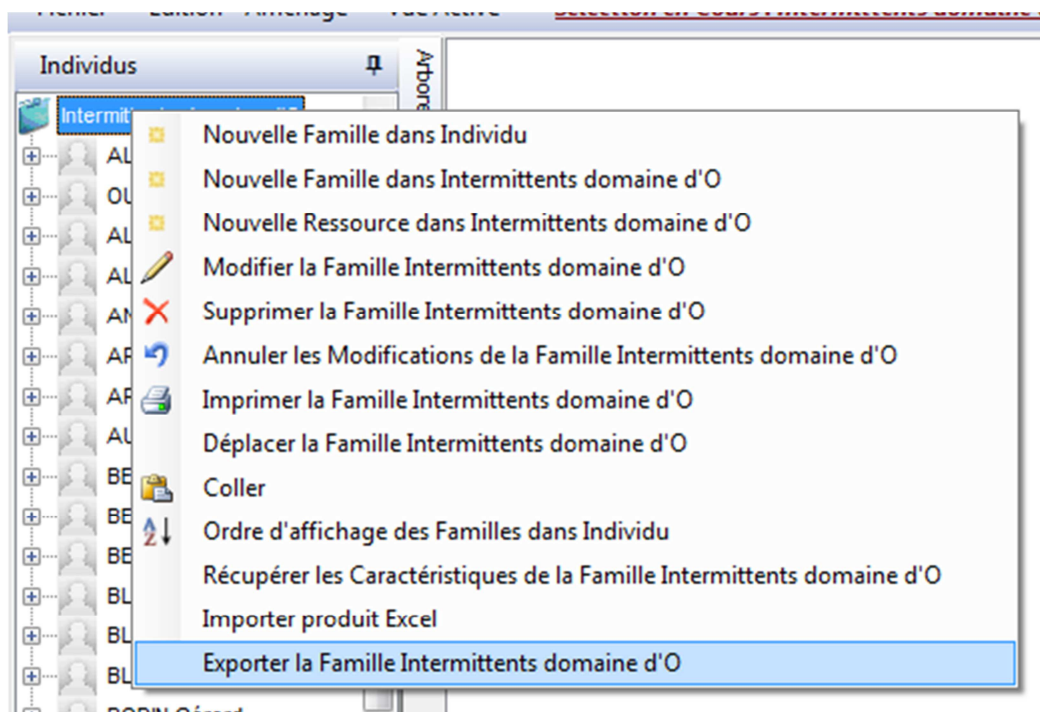 Individus
Nouvelle Famille dans Individu
Nouvelle Famille dans Intermittents domaine d'O
Nouvelle Ressource dans Intermittents domaine d'O
Modifier la Famille Intermittents domaine d'O
Supprimer la Famille Intermittents domaine d'O
Annuler les Modifications de la Famille Intermittents domaine d'O
Imprimer la Famille Intermittents domaine d'O
Déplacer la Famille Intermittents domaine d'O
Coller
Ordre d'affichage des Familles dans Individu
Récupérer les Caractéristiques de la Famille Intermittents domaine d'O
Importer produit Excel
Exporter la Famille Intermittents domaine d'O